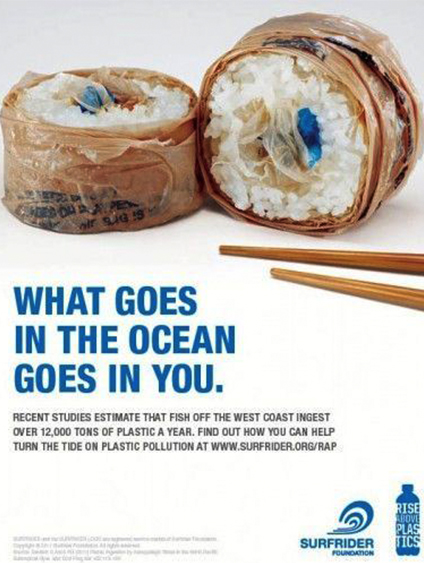 WHAT GOES
IN THE OCEAN
GOES IN YOU.
RECENT STUDIES ESTIMATE THAT FISH OFF THE WEST COAST INGEST
OVER 12,000 TONS OF PLASTIC A YEAR. FIND OUT HOW YOU CAN HELP
TURN THE TIDE ON PLASTIC POLLUTION AT WWW.SURFRIDER.ORG/RAP
SURFRIDER
FOUNDATION
RISE
ABOVE
PLAS
TICS